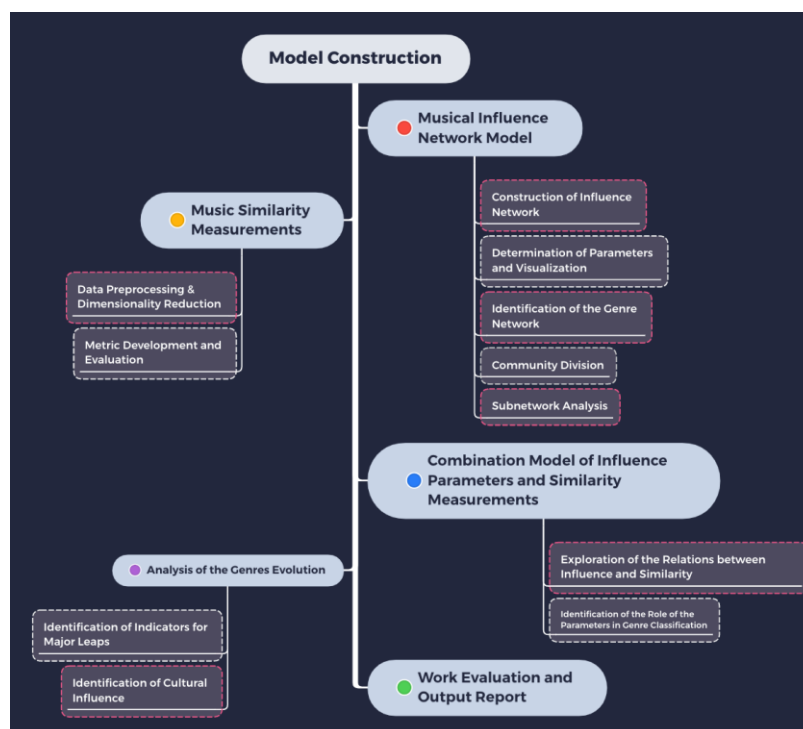 Model Construction
Musical Influence
Network Model
Construction of Influence
Network
Determination of Parameters
and Visualization
Identification of the Genre
Network
Community Division
Subnetwork Analysis
Music Similarity
Measurements
Data Preprocessing &
Dimensionality Reduction
Metric Development and
Evaluation
Combination Model of Influence
Parameters and Similarity
Measurements
Exploration of the Relations between
Influence and Similarity
Identification of the Role of the
Parameters in Genre Classification
Analysis of the Genres Evolution
Identification of Indicators for
Major Leaps
Identification of Cultural
Influence
Work Evaluation and
Output Report